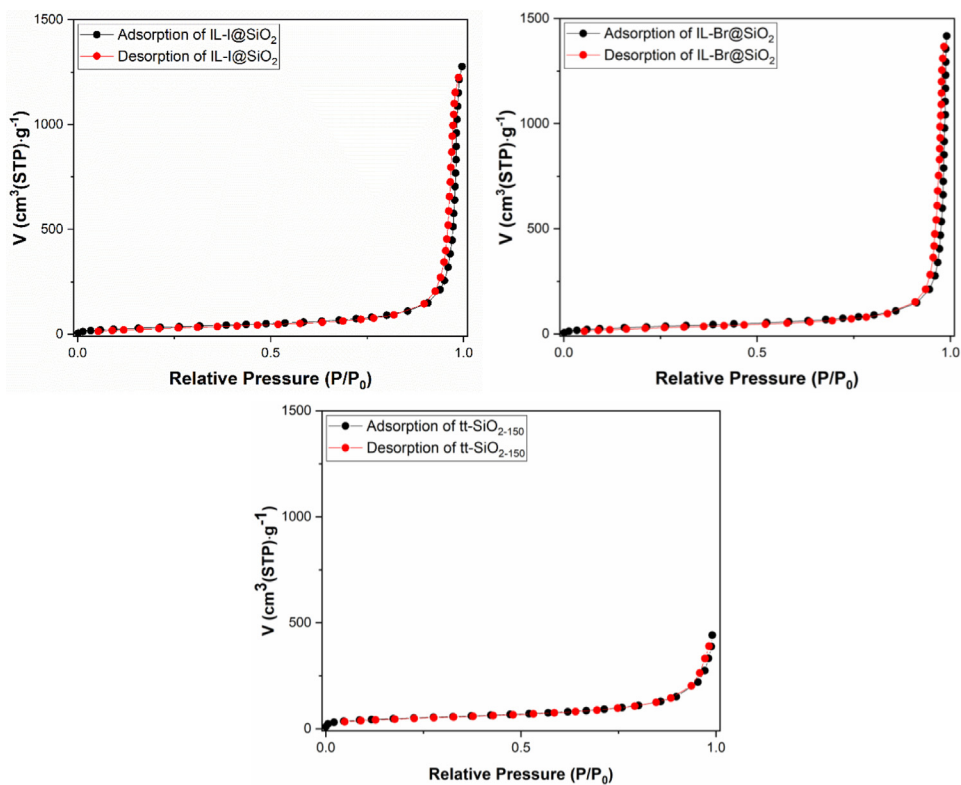 1500
Adsorption of IL-I@SiO₂
Desorption of IL-I@SiO₂
1000
500
0
V (cm³(STP)·g⁻¹)
0.0
0.5
1.0
Relative Pressure (P/P₀)
1500
Adsorption of IL-Br@SiO₂
Desorption of IL-Br@SiO₂
1000
500
0
V (cm³(STP)·g⁻¹)
0.0
0.5
1.0
Relative Pressure (P/P₀)
1500
Adsorption of tt-SiO₂₋₁₅₀
Desorption of tt-SiO₂₋₁₅₀
1000
500
0
V (cm³(STP)·g⁻¹)
0.0
0.5
1.0
Relative Pressure (P/P₀)